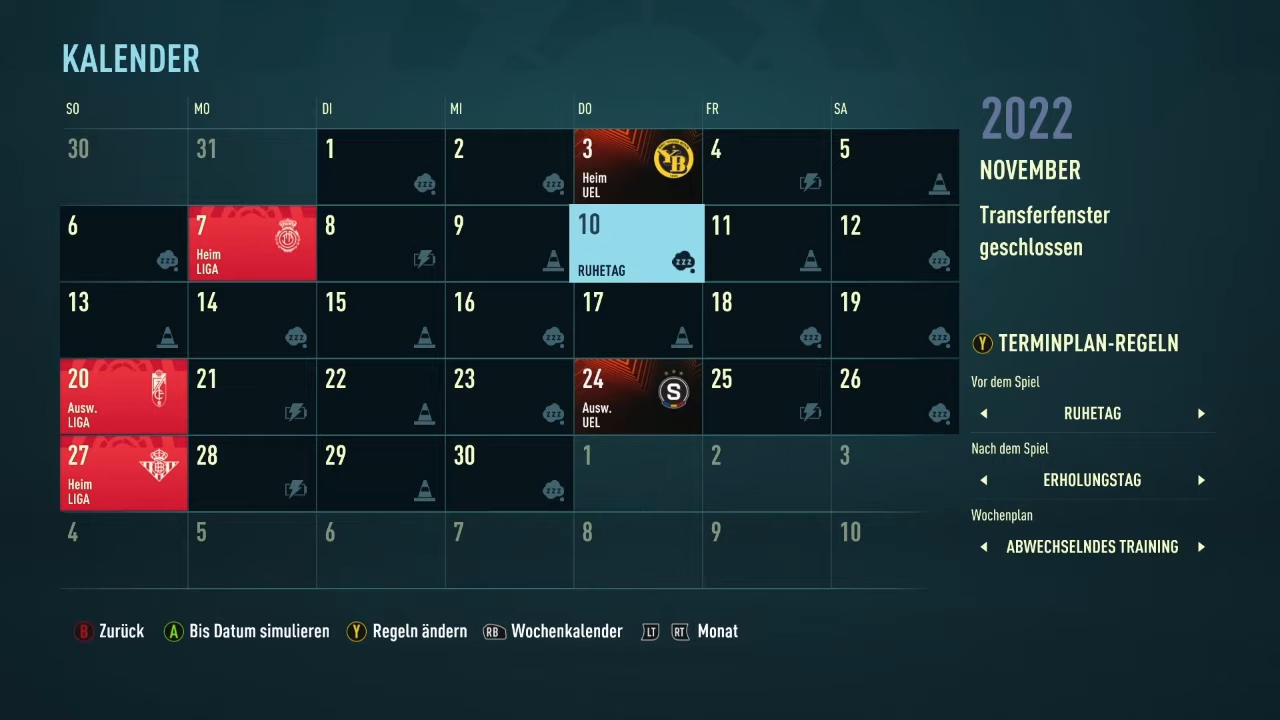 KALENDER
SO MO DI MI DO FR SA
30 31 1 2 3 4 5
Heim
UEL
6 7 8 9 10 11 12
Heim
LIGA
RUHETAG
13 14 15 16 17 18 19
20 21 22 23 24 25 26
Ausw.
LIGA
Ausw.
UEL
27 28 29 30 1 2 3
Heim
LIGA
4 5 6 7 8 9 10
2022
NOVEMBER
Transferfenster
geschlossen
Y TERMINPLAN-REGELN
Vor dem Spiel
RUHETAG
Nach dem Spiel
ERHOLUNGSTAG
Wochenplan
ABWECHSELNDES TRAINING
B Zurück A Bis Datum simulieren Y Regeln ändern RB Wochenkalender LT RT Monat